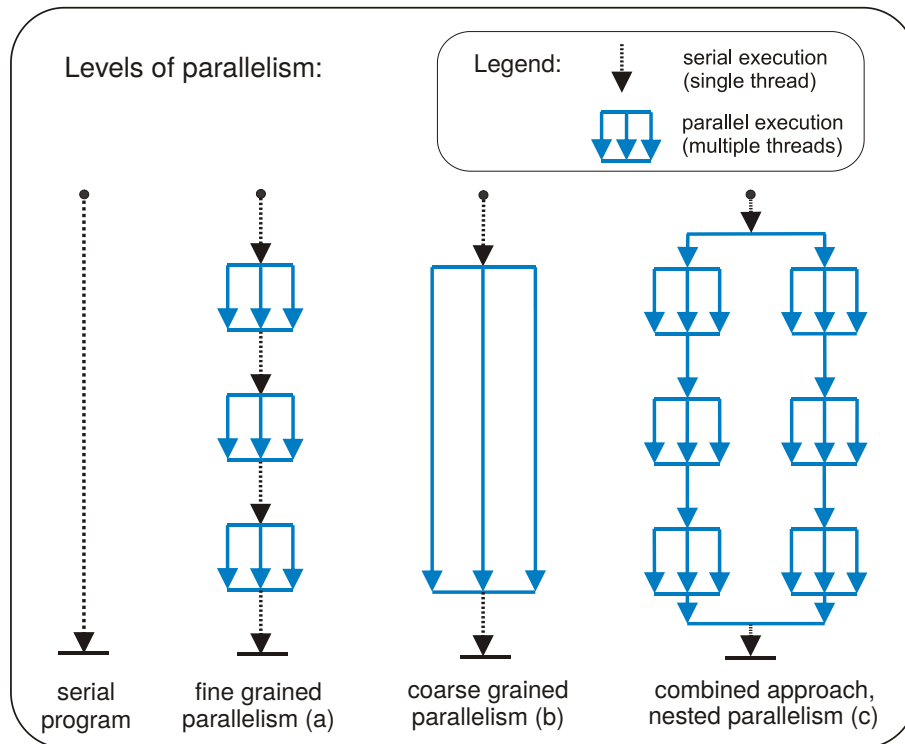 Levels of parallelism:
Legend:
serial execution
(single thread)
parallel execution
(multiple threads)
serial
program
fine grained
parallelism (a)
coarse grained
parallelism (b)
combined approach,
nested parallelism (c)